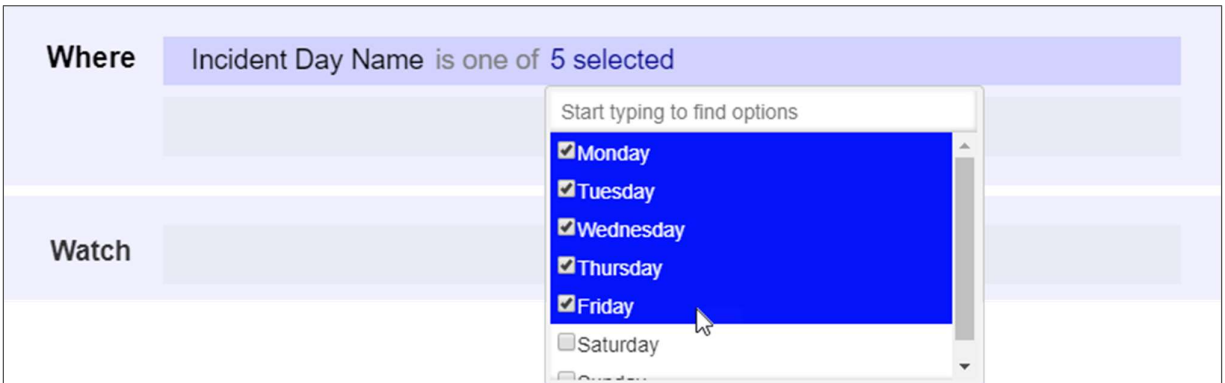 Where Incident Day Name is one of 5 selected
Start typing to find options
Monday
Tuesday
Wednesday
Watch
Thursday
Friday
Saturday